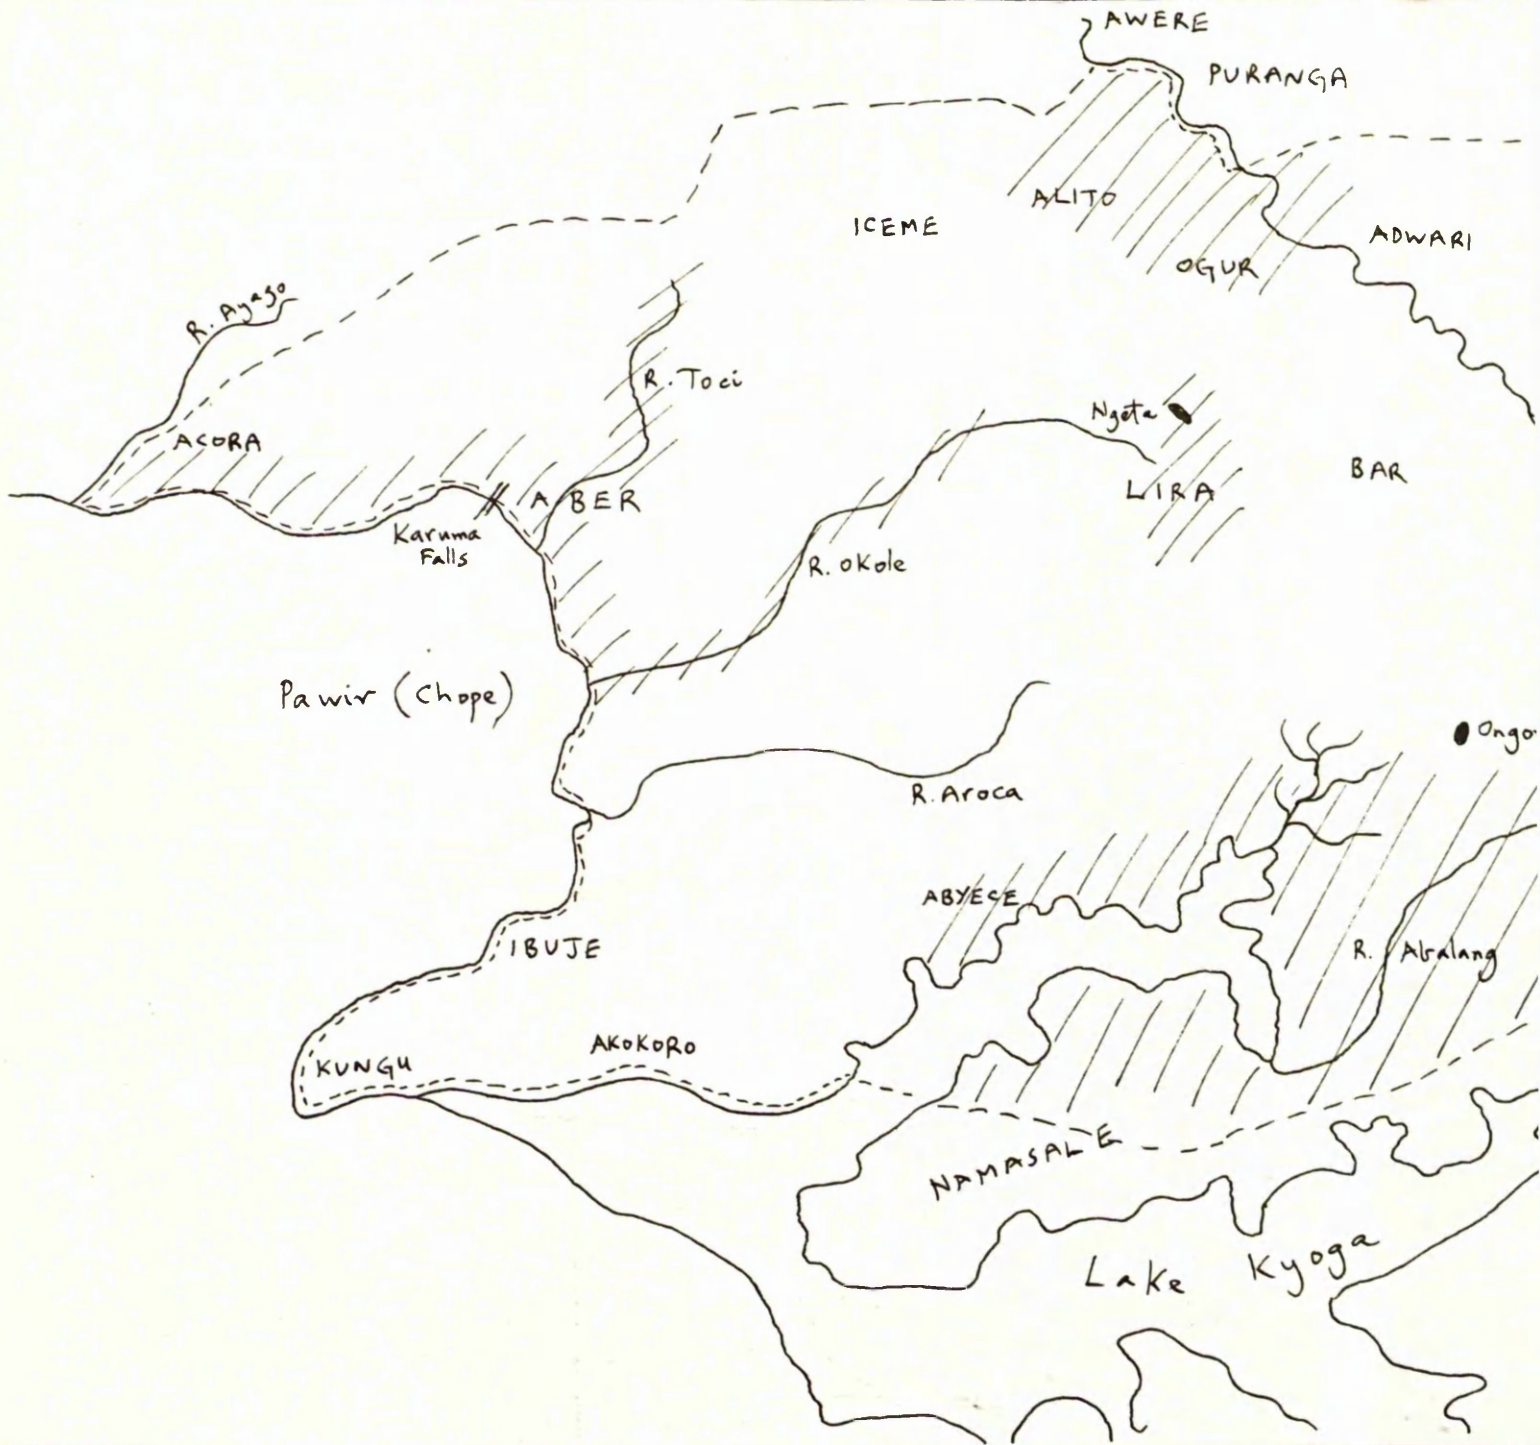 AWERE
PURANGA
ALITO
ICEME
ADWARI
OGUR
R. Ayago
R. Toci
Ngeta
ACORA
BAR
LIRA
ABER
Karuma
Falls
R. Okole
Pawir (Chope)
Ongo
R. Aroca
ABYECE
IBUJE
R. Abalang
AKOKORO
KUNGU
NAMASALE
Lake Kyoga